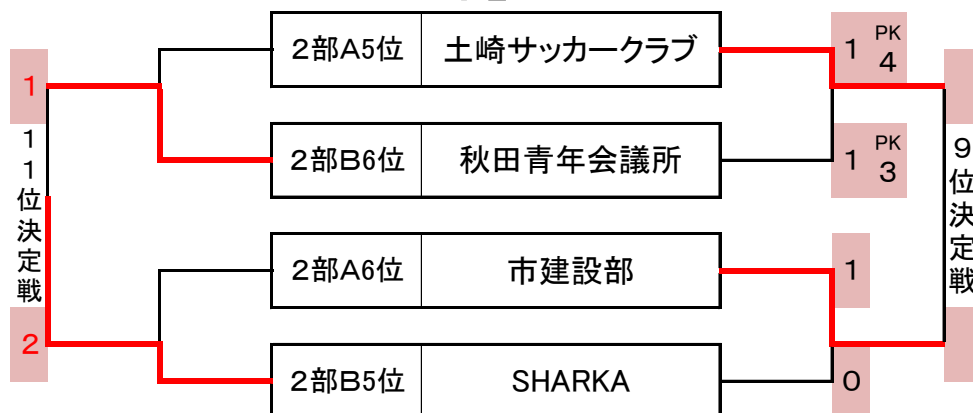 2部A5位 土崎サッカークラブ 1 PK 4
1
2部B6位 秋田青年会議所 1 PK 3
11位決定戦
9位決定戦
2部A6位 市建設部 1
2
2部B5位 SHARKA 0